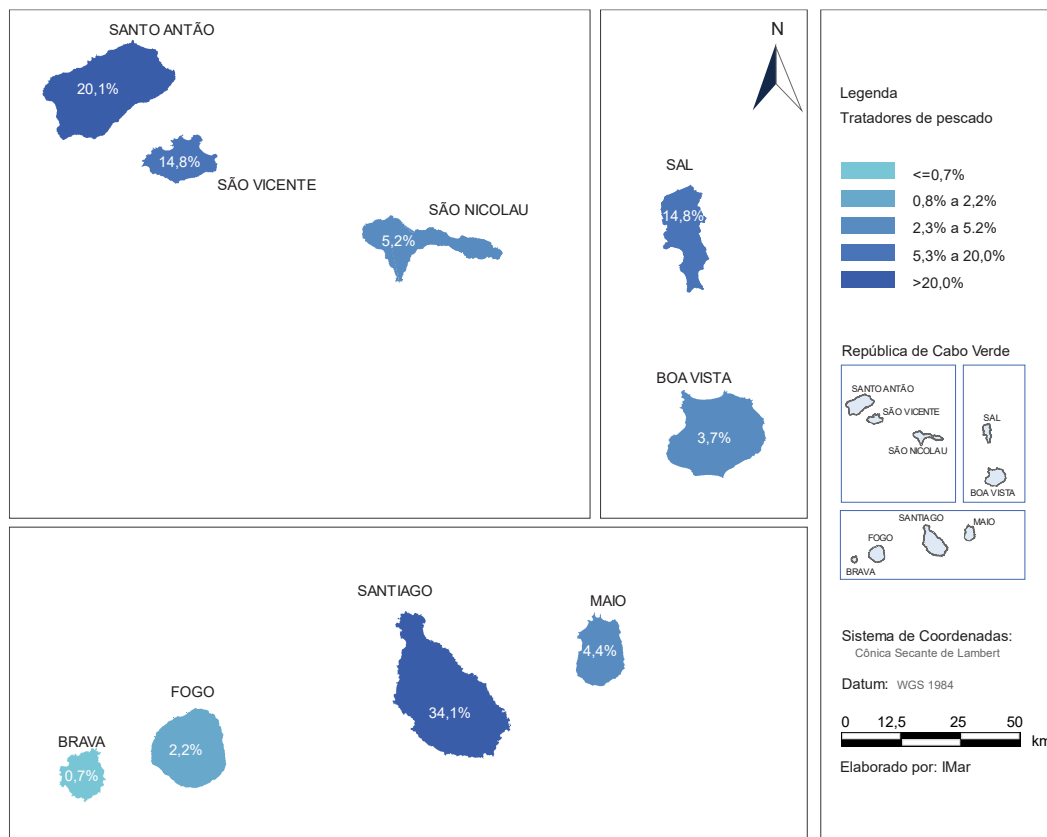 SANTO ANTÃO
20,1%
14,8%
SÃO VICENTE
SÃO NICOLAU
5,2%
N
SAL
14,8%
BOA VISTA
3,7%
SANTIAGO
34,1%
MAIO
4,4%
FOGO
2,2%
BRAVA
0,7%
Legenda
Tratadores de pescado
<=0,7%
0,8% a 2,2%
2,3% a 5.2%
5,3% a 20,0%
>20,0%
República de Cabo Verde
SANTO ANTÃO
SÃO VICENTE
SÃO NICOLAU
SAL
BOA VISTA
SANTIAGO
MAIO
FOGO
BRAVA
Sistema de Coordenadas:
Cônica Secante de Lambert
Datum: WGS 1984
0 12,5 25 50
km
Elaborado por: IMar